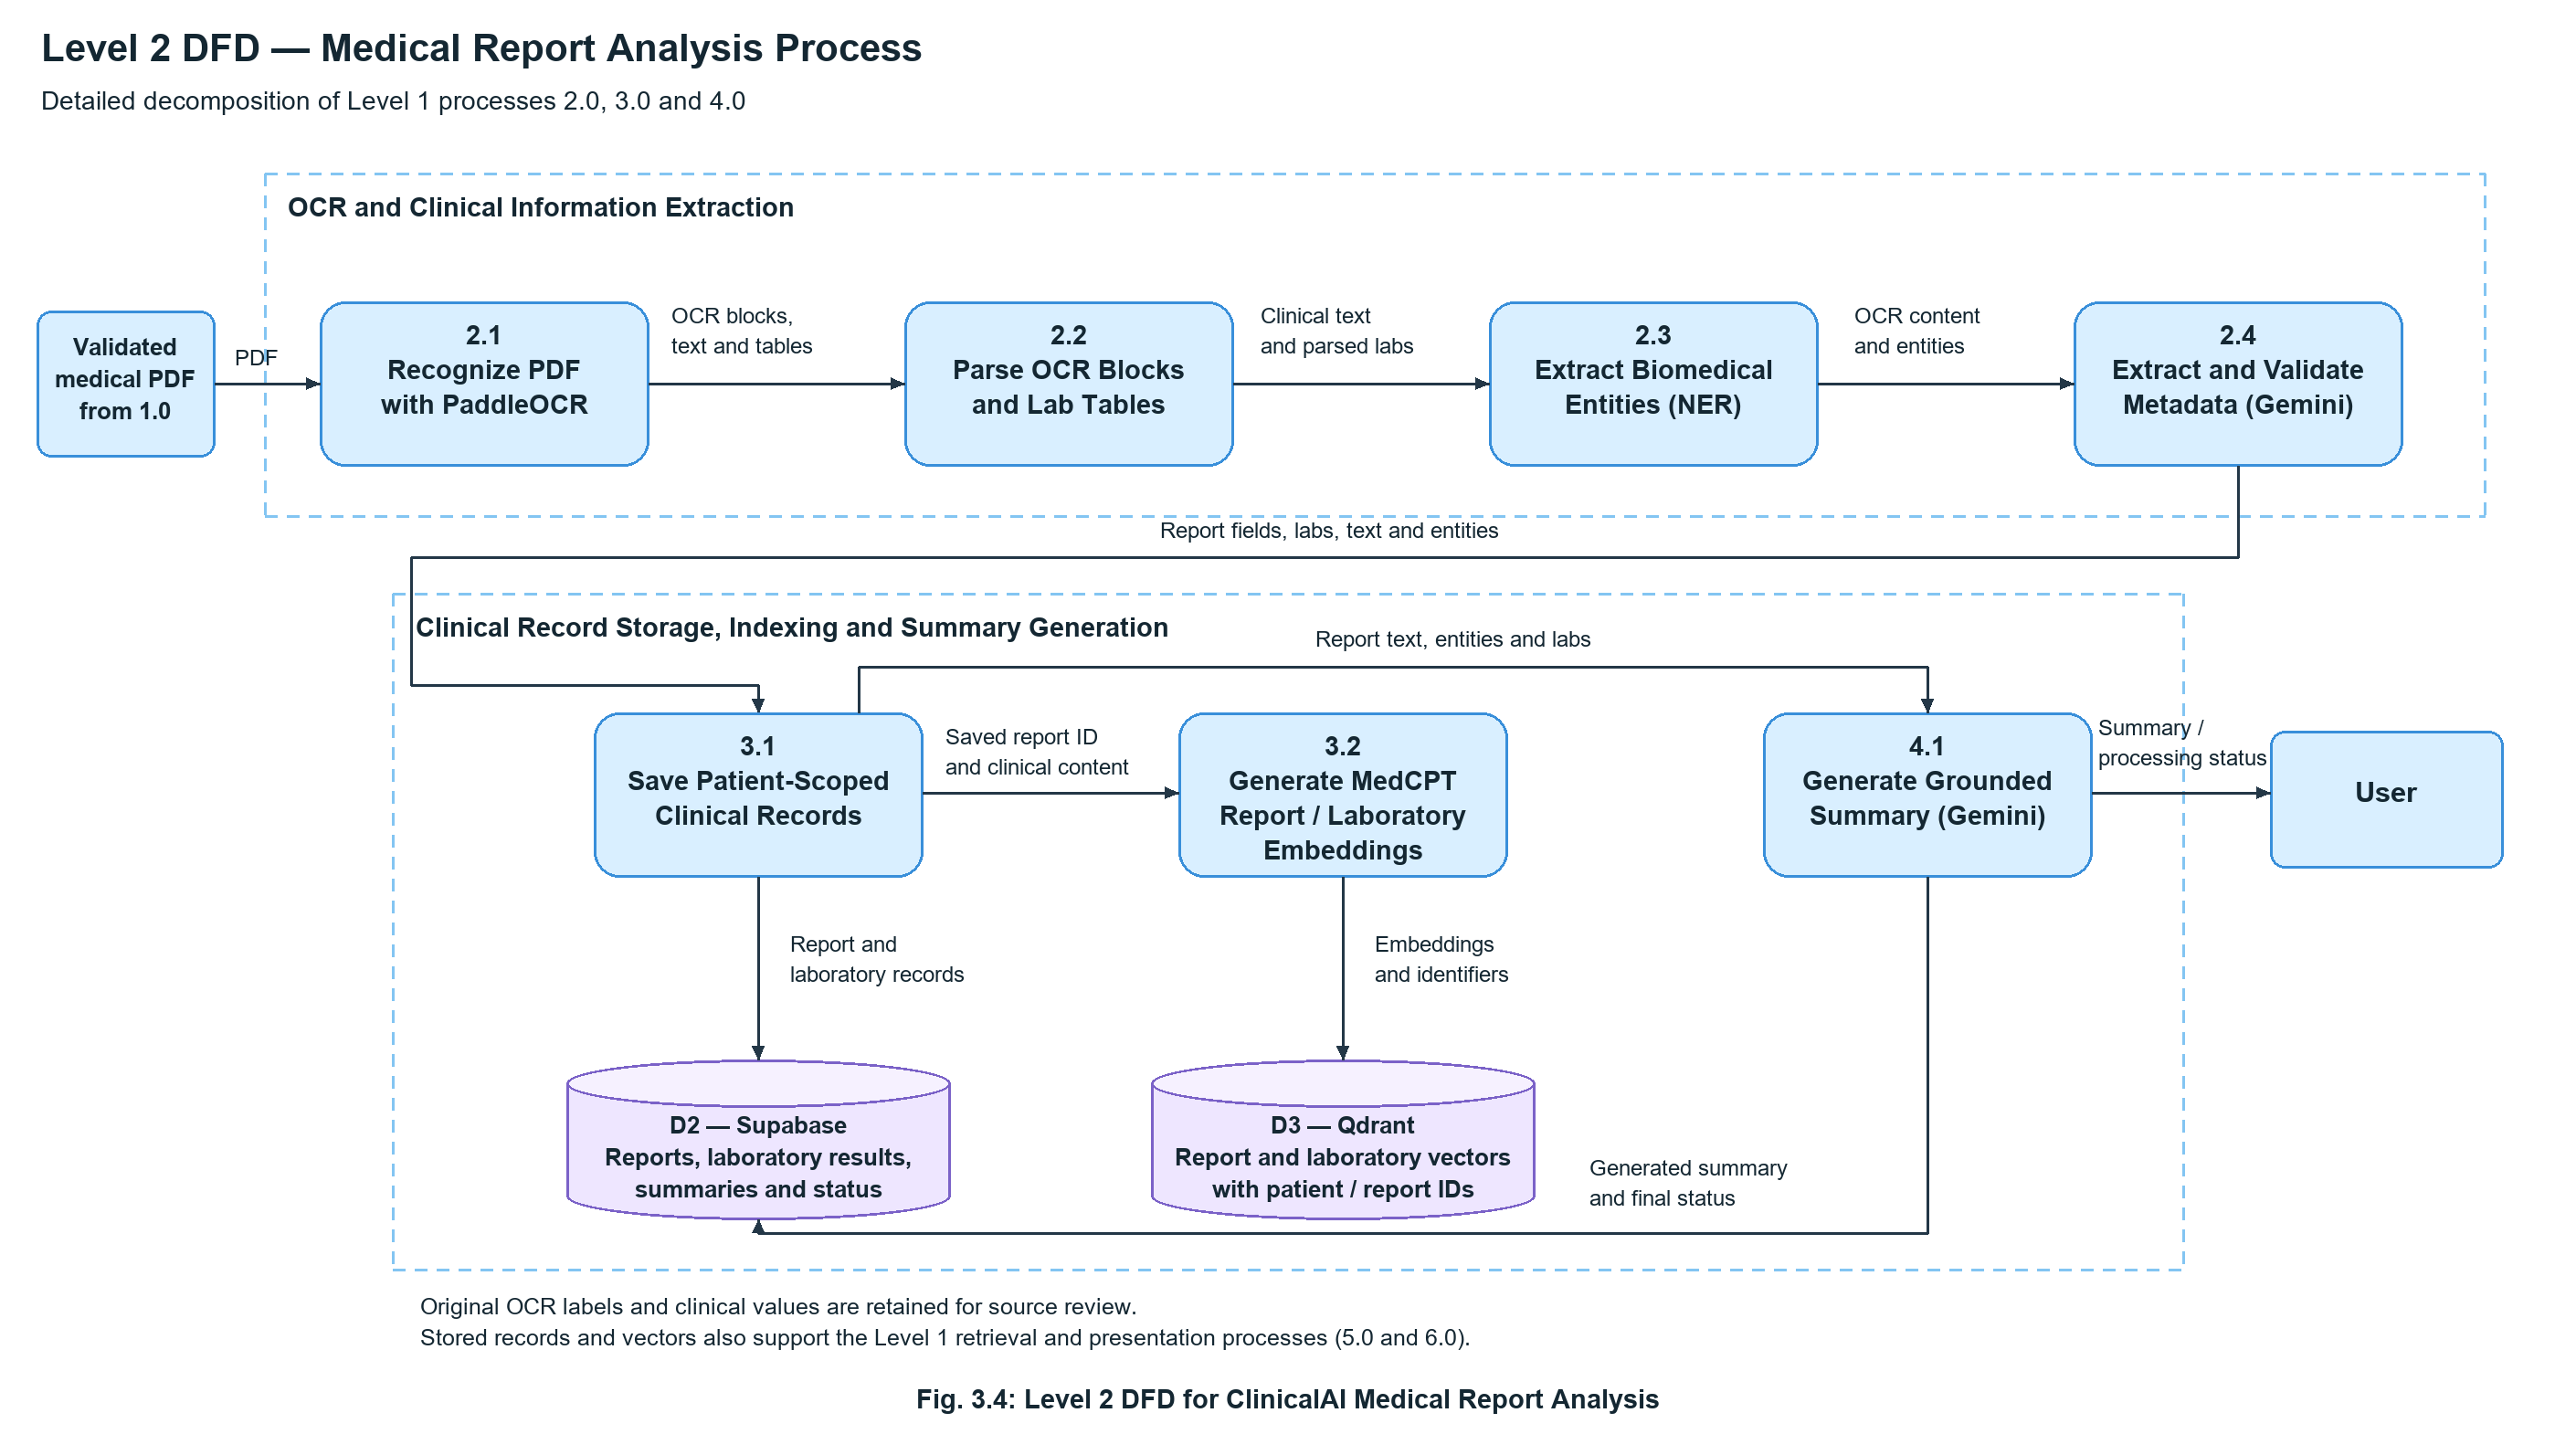 Level 2 DFD — Medical Report Analysis Process
Detailed decomposition of Level 1 processes 2.0, 3.0 and 4.0
OCR and Clinical Information Extraction
Validated
medical PDF
from 1.0
PDF
2.1
Recognize PDF
with PaddleOCR
OCR blocks,
text and tables
2.2
Parse OCR Blocks
and Lab Tables
Clinical text
and parsed labs
2.3
Extract Biomedical
Entities (NER)
OCR content
and entities
2.4
Extract and Validate
Metadata (Gemini)
Report fields, labs, text and entities
Clinical Record Storage, Indexing and Summary Generation
Report text, entities and labs
3.1
Save Patient-Scoped
Clinical Records
Saved report ID
and clinical content
3.2
Generate MedCPT
Report / Laboratory
Embeddings
4.1
Generate Grounded
Summary (Gemini)
Summary /
processing status
User
Report and
laboratory records
Embeddings
and identifiers
D2 — Supabase
Reports, laboratory results,
summaries and status
D3 — Qdrant
Report and laboratory vectors
with patient / report IDs
Generated summary
and final status
Original OCR labels and clinical values are retained for source review.
Stored records and vectors also support the Level 1 retrieval and presentation processes (5.0 and 6.0).
Fig. 3.4: Level 2 DFD for ClinicalAI Medical Report Analysis